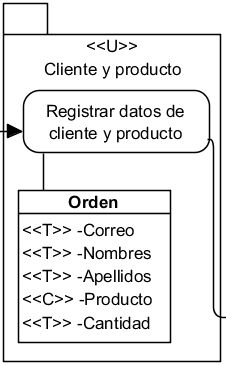 <<U>>
Cliente y producto
Registrar datos de
cliente y producto
Orden
<<T>> -Correo
<<T>> -Nombres
<<T>> -Apellidos
<<C>> -Producto
<<T>> -Cantidad